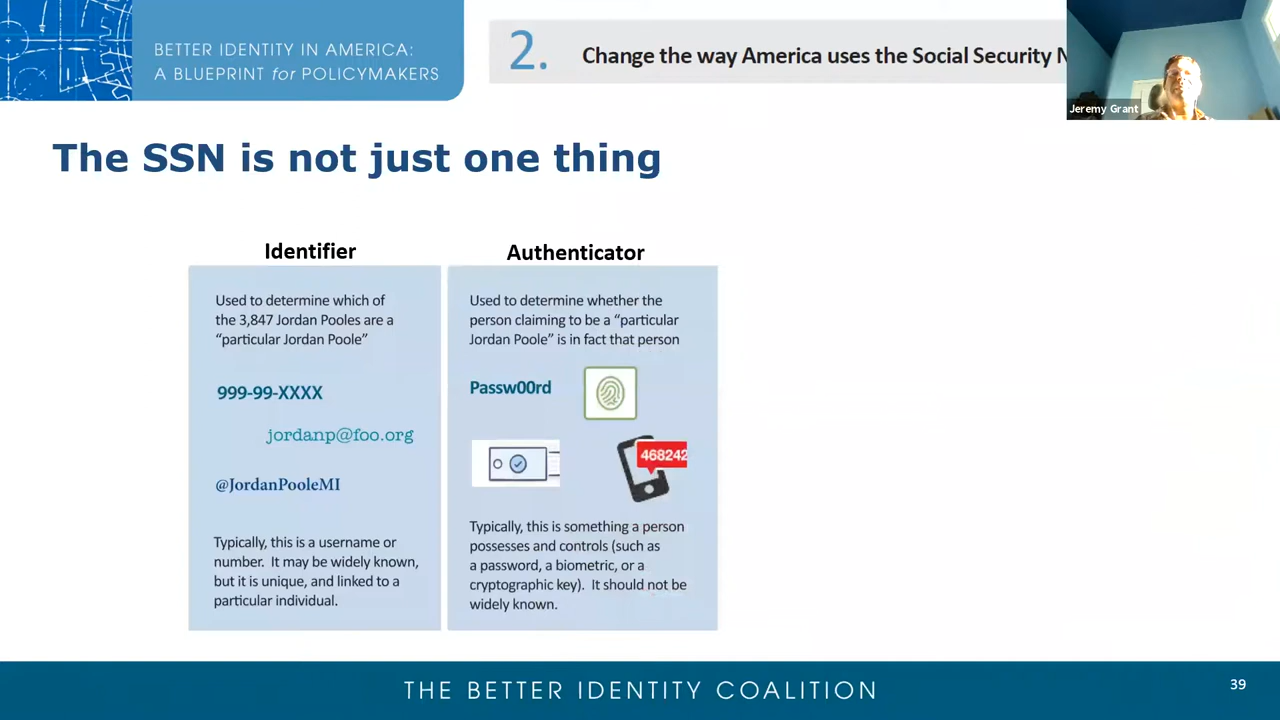 BETTER IDENTITY IN AMERICA:
A BLUEPRINT for POLICYMAKERS
2. Change the way America uses the Social Security N
Jeremy Grant
The SSN is not just one thing
Identifier
Used to determine which of
the 3,847 Jordan Pooles are a
“particular Jordan Poole”
999-99-XXXX
jordanp@foo.org
@JordanPooleMI
Typically, this is a username or
number. It may be widely known,
but it is unique, and linked to a
particular individual.
Authenticator
Used to determine whether the
person claiming to be a “particular
Jordan Poole” is in fact that person
Passw00rd
468242
Typically, this is something a person
possesses and controls (such as
a password, a biometric, or a
cryptographic key). It should not be
widely known.
THE BETTER IDENTITY COALITION
39